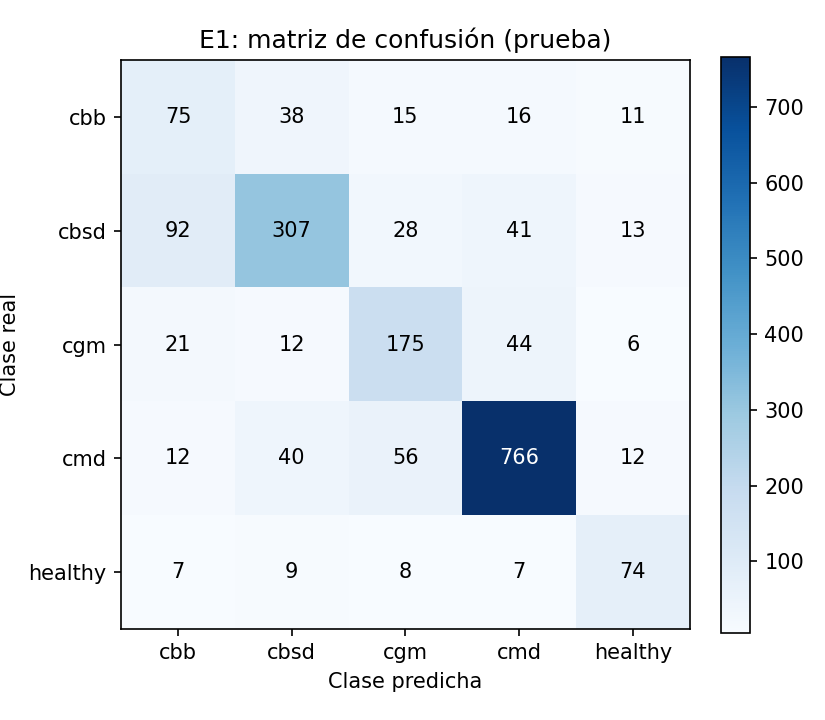 E1: matriz de confusión (prueba)
Clase real
cbb 75 38 15 16 11
cbsd 92 307 28 41 13
cgm 21 12 175 44 6
cmd 12 40 56 766 12
healthy 7 9 8 7 74
cbb cbsd cgm cmd healthy
Clase predicha
700
600
500
400
300
200
100